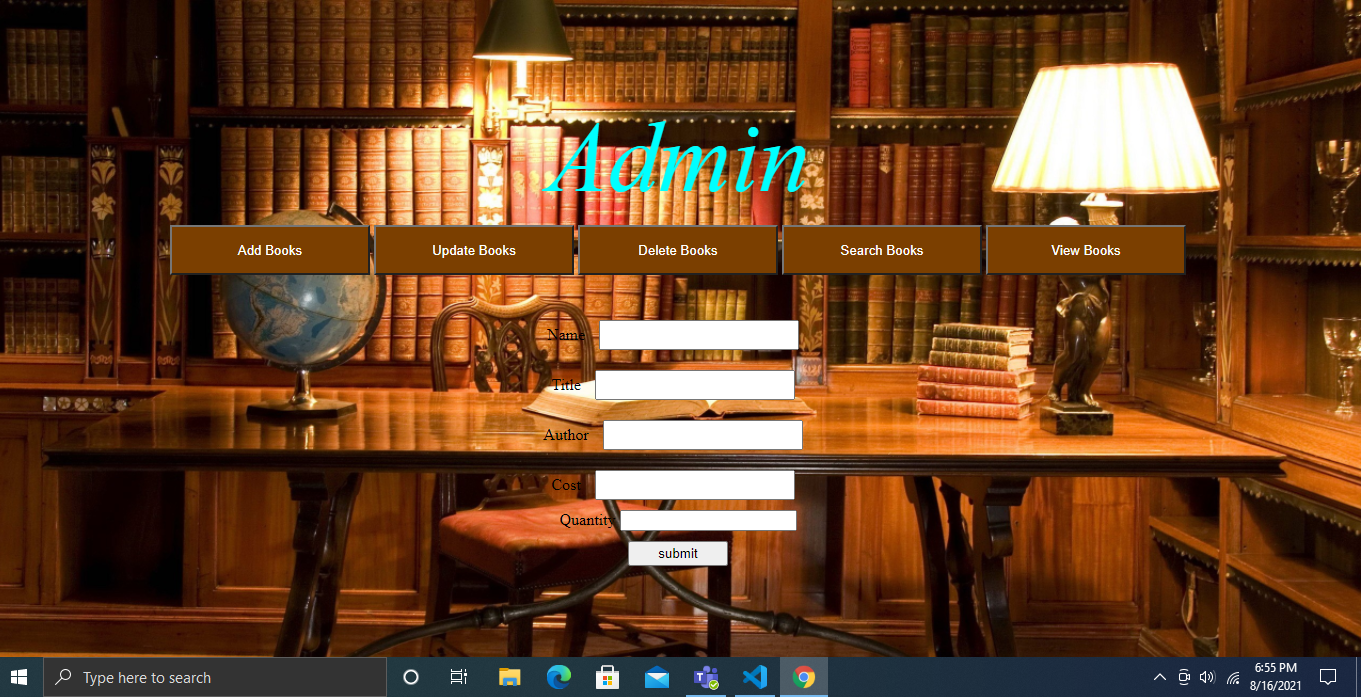 Admin
Add Books Update Books Delete Books Search Books View Books
Name
Title
Author
Cost
Quantity
submit
Type here to search
6:55 PM
8/16/2021